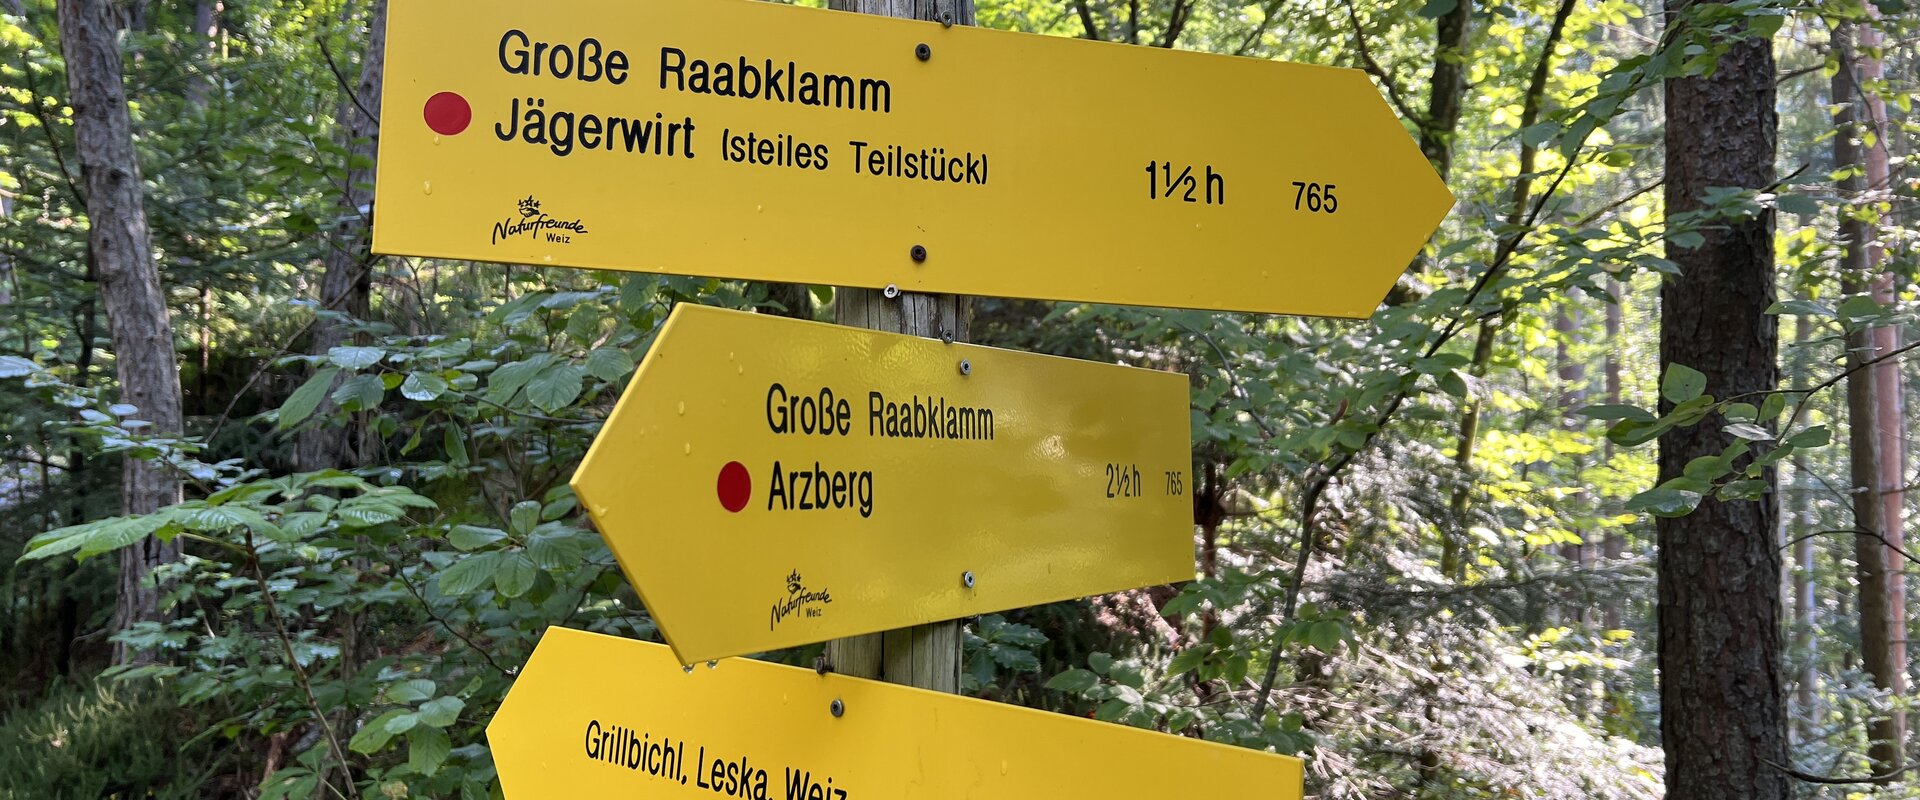 Große Raabklamm
Jägerwirt (steiles Teilstück) 1½ h 765
Naturfreunde
Weiz
Große Raabklamm
Arzberg 2½ h 765
Naturfreunde
Weiz
Grillbichl, Leska, Weiz